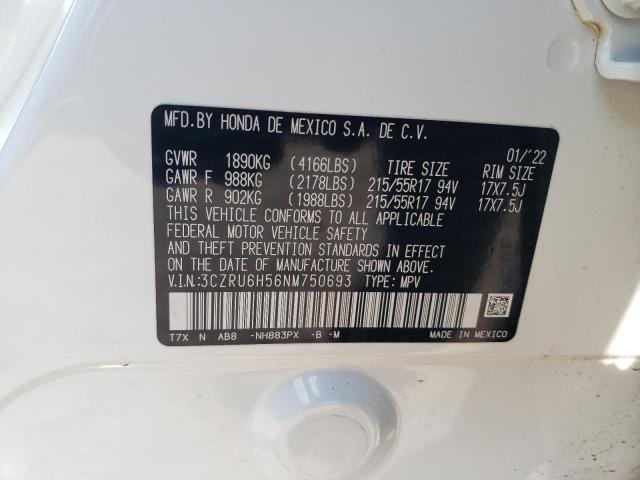 MFD.BY HONDA DE MEXICO S.A. DE C.V.
01/'22
GVWR 1890KG (4166LBS) TIRE SIZE RIM SIZE
GAWR F 988KG (2178LBS) 215/55R17 94V 17X7.5J
GAWR R 902KG (1988LBS) 215/55R17 94V 17X7.5J
THIS VEHICLE CONFORMS TO ALL APPLICABLE
FEDERAL MOTOR VEHICLE SAFETY
AND THEFT PREVENTION STANDARDS IN EFFECT
ON THE DATE OF MANUFACTURE SHOWN ABOVE.
V.I.N:3CZRU6H56NM750693 TYPE: MPV
T7X N AB8 -NH883PX -B -M MADE IN MEXICO